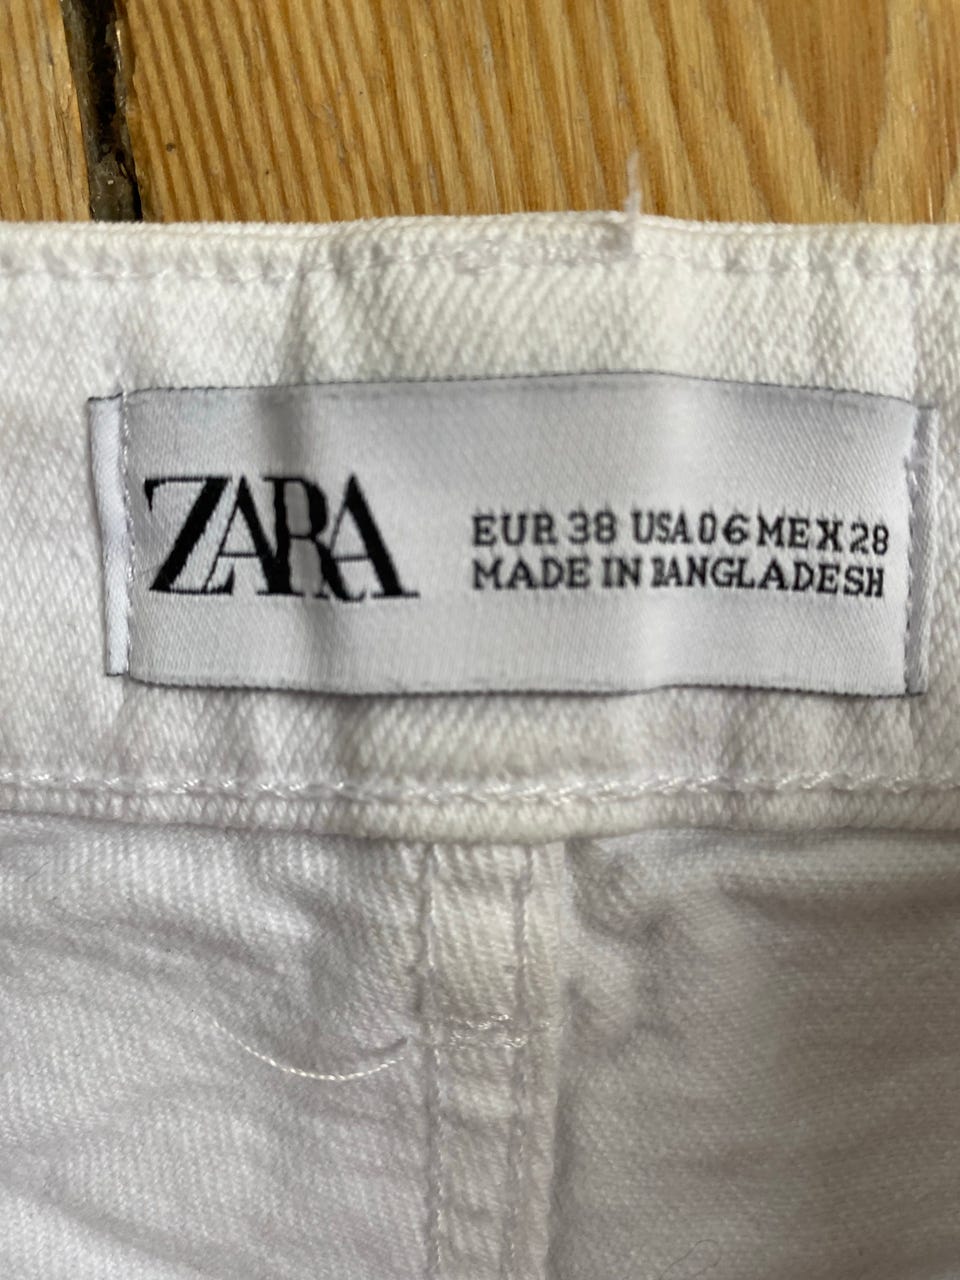 ZARA
EUR 38 USA 06 MEX 28
MADE IN BANGLADESH